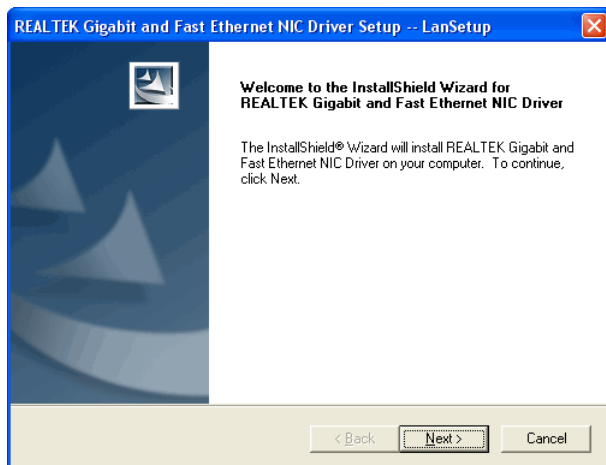 REALTEK Gigabit and Fast Ethernet NIC Driver Setup -- LanSetup
Welcome to the InstallShield Wizard for
REALTEK Gigabit and Fast Ethernet NIC Driver
The InstallShield® Wizard will install REALTEK Gigabit and
Fast Ethernet NIC Driver on your computer. To continue,
click Next.
< Back
Next >
Cancel